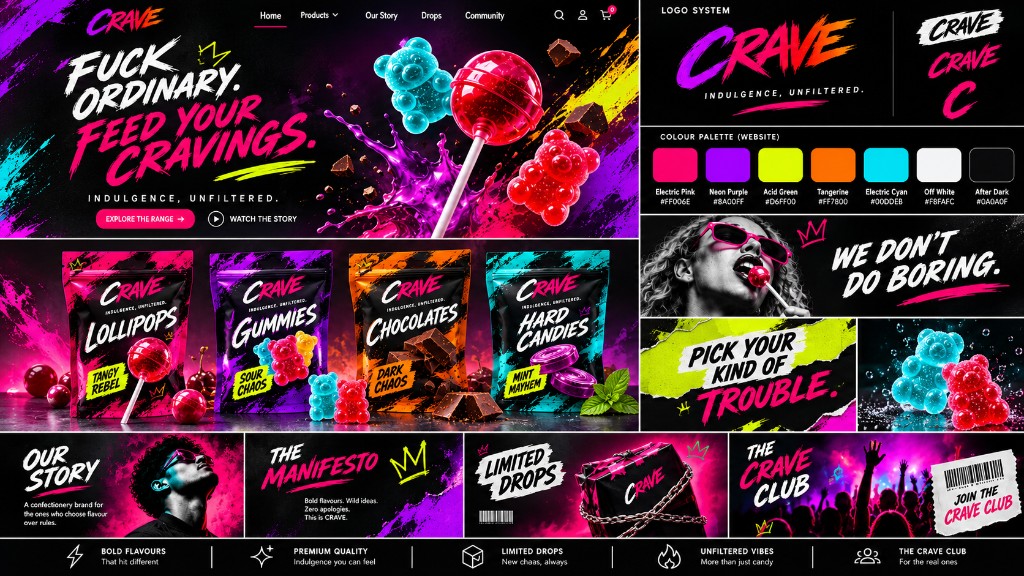 CRAVE
Home
Products
Our Story
Drops
Community
0
FUCK
ORDINARY.
FEED YOUR
CRAVINGS.
INDULGENCE, UNFILTERED.
EXPLORE THE RANGE →
WATCH THE STORY
LOGO SYSTEM
CRAVE
INDULGENCE, UNFILTERED.
CRAVE
CRAVE
C
COLOUR PALETTE (WEBSITE)
Electric Pink
#FF006E
Neon Purple
#8A00FF
Acid Green
#D6FF00
Tangerine
#FF7800
Electric Cyan
#00DDEB
Off White
#F8FAFC
After Dark
#0A0A0F
WE DON'T
DO BORING.
CRAVE
INDULGENCE, UNFILTERED.
LOLLIPOPS
TANGY
REBEL
CRAVE
INDULGENCE, UNFILTERED.
GUMMIES
SOUR
CHAOS
CRAVE
INDULGENCE, UNFILTERED.
CHOCOLATES
DARK
CHAOS
CRAVE
INDULGENCE, UNFILTERED.
HARD
CANDIES
MINT
MAYHEM
PICK YOUR
KIND OF
TROUBLE.
OUR
STORY
A confectionery brand for
the ones who choose flavour
over rules.
THE
MANIFESTO
Bold flavours. Wild ideas.
Zero apologies.
This is CRAVE.
LIMITED
DROPS
CRAVE
THE
CRAVE
CLUB
JOIN THE
CRAVE CLUB
BOLD FLAVOURS
That hit different
PREMIUM QUALITY
Indulgence you can feel
LIMITED DROPS
New chaos, always
UNFILTERED VIBES
More than just candy
THE CRAVE CLUB
For the real ones